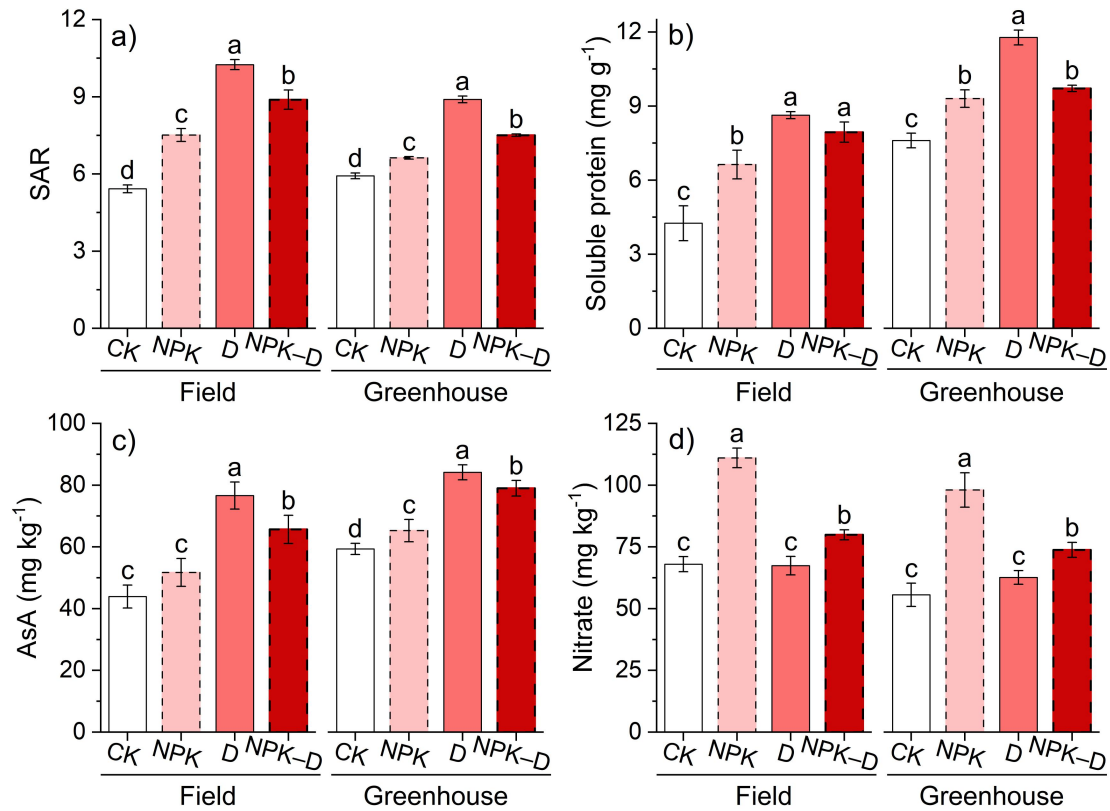 a)
SAR
12
9
6
3
0
d c a b d c a b
CK NPK D NPK–D CK NPK D NPK–D
Field Greenhouse
b)
Soluble protein (mg g⁻¹)
12
9
6
3
0
c b a a c b a b
CK NPK D NPK–D CK NPK D NPK–D
Field Greenhouse
c)
AsA (mg kg⁻¹)
100
80
60
40
20
0
c c a b d c a b
CK NPK D NPK–D CK NPK D NPK–D
Field Greenhouse
d)
Nitrate (mg kg⁻¹)
125
100
75
50
25
0
c a c b c a c b
CK NPK D NPK–D CK NPK D NPK–D
Field Greenhouse